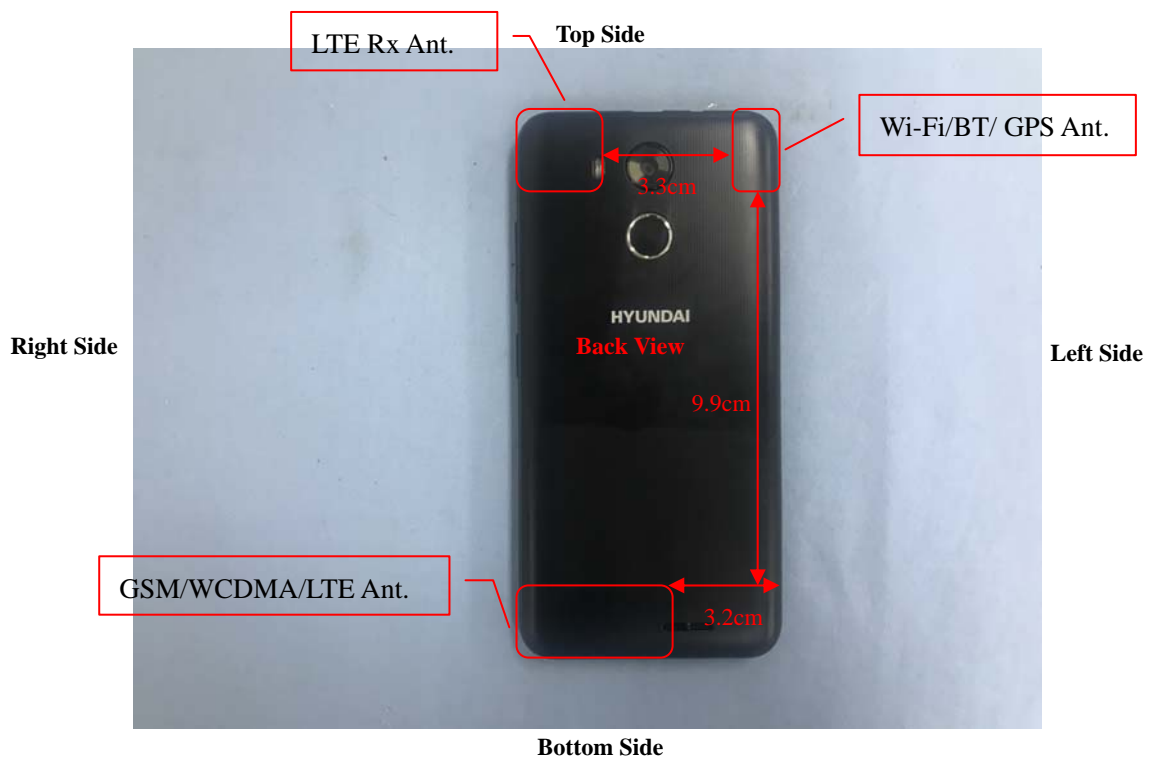 LTE Rx Ant.
Top Side
Wi-Fi/BT/ GPS Ant.
3.3cm
HYUNDAI
Right Side
Back View
Left Side
9.9cm
GSM/WCDMA/LTE Ant.
3.2cm
Bottom Side